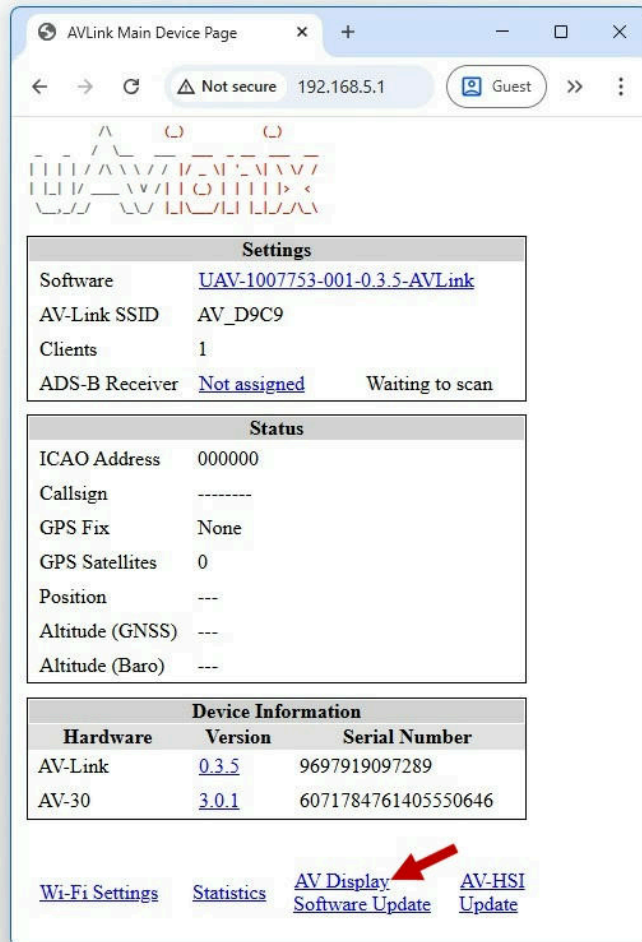 AVLink Main Device Page
Not secure 192.168.5.1 Guest
uAvionix
Settings
Software UAV-1007753-001-0.3.5-AVLink
AV-Link SSID AV_D9C9
Clients 1
ADS-B Receiver Not assigned Waiting to scan
Status
ICAO Address 000000
Callsign --------
GPS Fix None
GPS Satellites 0
Position ---
Altitude (GNSS) ---
Altitude (Baro) ---
Device Information
Hardware Version Serial Number
AV-Link 0.3.5 9697919097289
AV-30 3.0.1 6071784761405550646
Wi-Fi Settings Statistics AV Display AV-HSI
Software Update Update